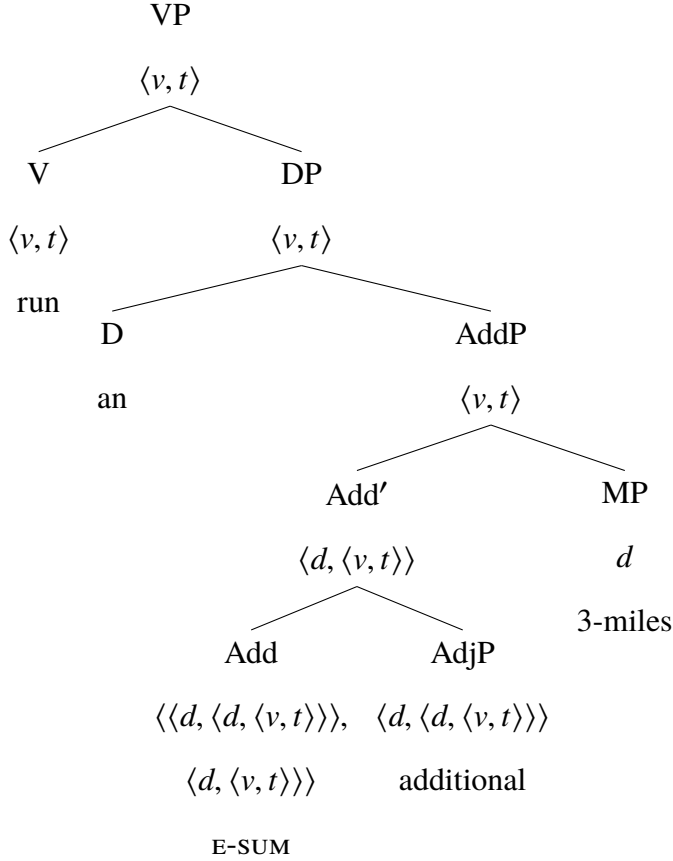 VP
⟨v, t⟩
V DP
⟨v, t⟩ ⟨v, t⟩
run
D AddP
an ⟨v, t⟩
Add′ MP
⟨d, ⟨v, t⟩⟩ d
3-miles
Add AdjP
⟨⟨d, ⟨d, ⟨v, t⟩⟩⟩, ⟨d, ⟨d, ⟨v, t⟩⟩⟩
⟨d, ⟨v, t⟩⟩⟩ additional
E-SUM